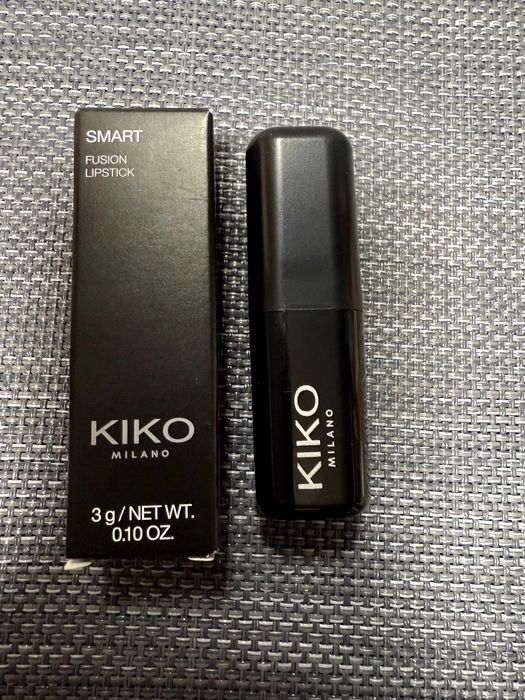 SMART
FUSION
LIPSTICK
KIKO
MILANO
3 g / NET WT.
0.10 OZ.
KIKO
MILANO